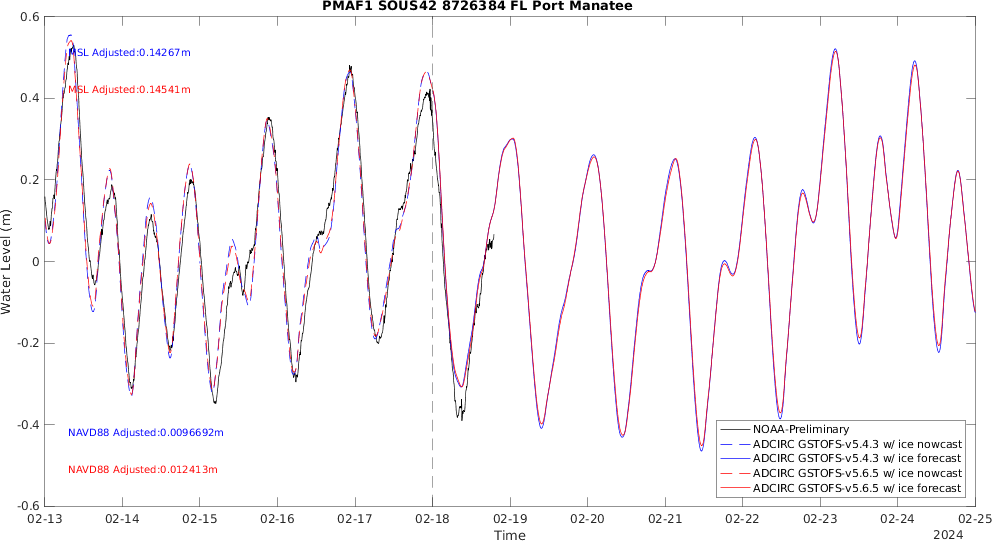 PMAF1 SOUS42 8726384 FL Port Manatee
0.6
0.4
0.2
0
-0.2
-0.4
-0.6
Water Level (m)
MSL Adjusted:0.14267m
MSL Adjusted:0.14541m
NAVD88 Adjusted:0.0096692m
NAVD88 Adjusted:0.012413m
NOAA-Preliminary
ADCIRC GSTOFS-v5.4.3 w/ ice nowcast
ADCIRC GSTOFS-v5.4.3 w/ ice forecast
ADCIRC GSTOFS-v5.6.5 w/ ice nowcast
ADCIRC GSTOFS-v5.6.5 w/ ice forecast
02-13 02-14 02-15 02-16 02-17 02-18 02-19 02-20 02-21 02-22 02-23 02-24 02-25
Time
2024